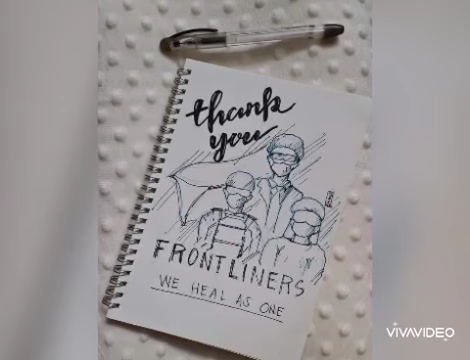 thank
you
FRONTLINERS
WE HEAL AS ONE
VIVAVIDEO